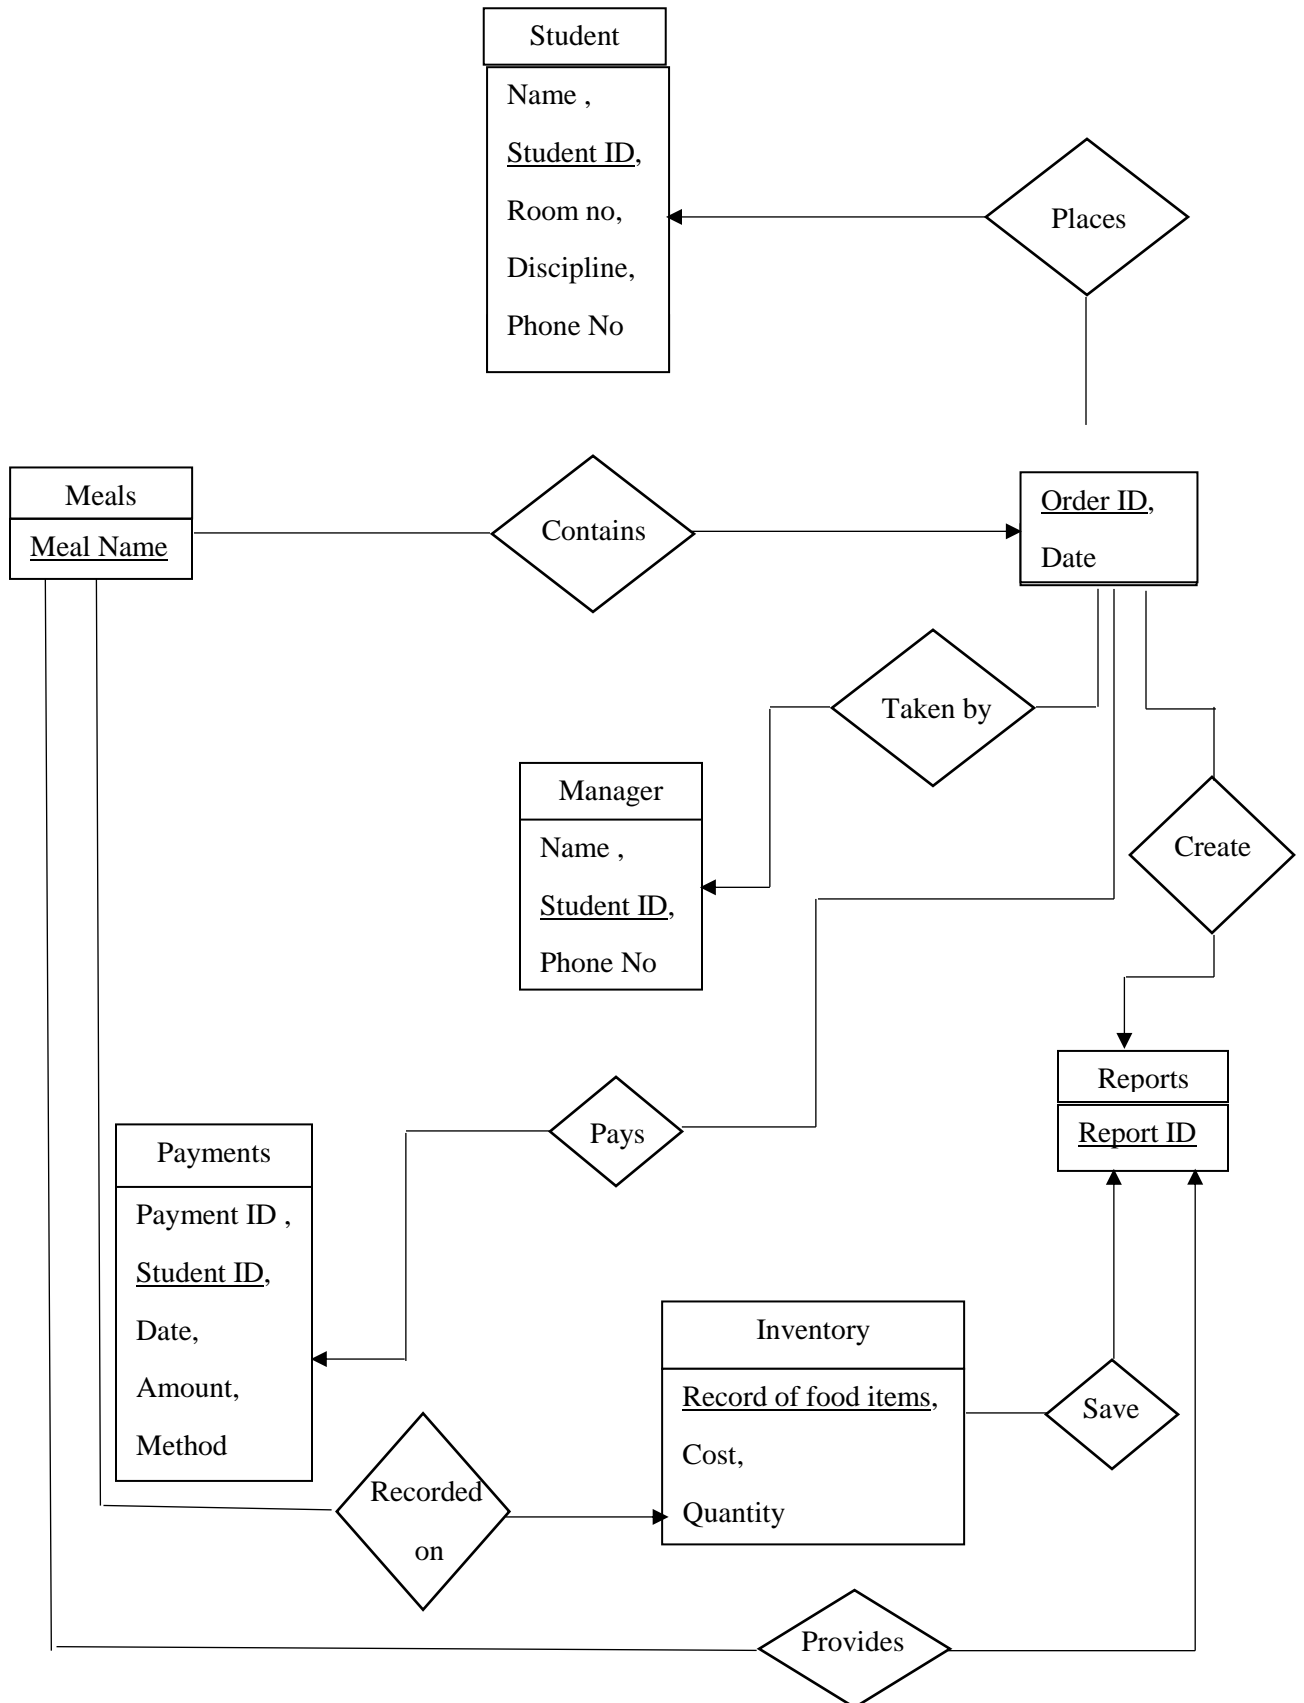 Student
Name ,
Student ID,
Room no,
Discipline,
Phone No
Places
Meals
Meal Name
Contains
Order ID,
Date
Taken by
Manager
Name ,
Student ID,
Phone No
Create
Reports
Report ID
Pays
Payments
Payment ID ,
Student ID,
Date,
Amount,
Method
Inventory
Record of food items,
Cost,
Quantity
Save
Recorded
on
Provides